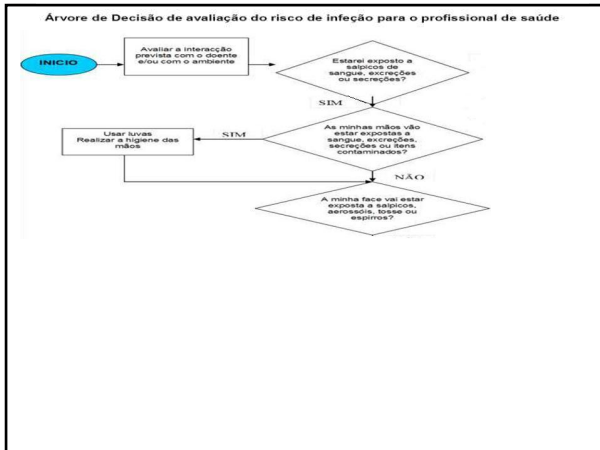 Árvore de Decisão de avaliação do risco de infeção para o profissional de saúde
INICIO
Avaliar a interacção
prevista com o doente
e/ou com o ambiente
Estarei exposto a
salpicos de
sangue, excreções
ou secreções?
SIM
As minhas mãos vão
estar expostas a
sangue, excreções,
secreções ou itens
contaminados?
SIM
Usar luvas
Realizar a higiene das
mãos
NÃO
A minha face vai estar
exposta a salpicos,
aerossóis, tosse ou
espirros?